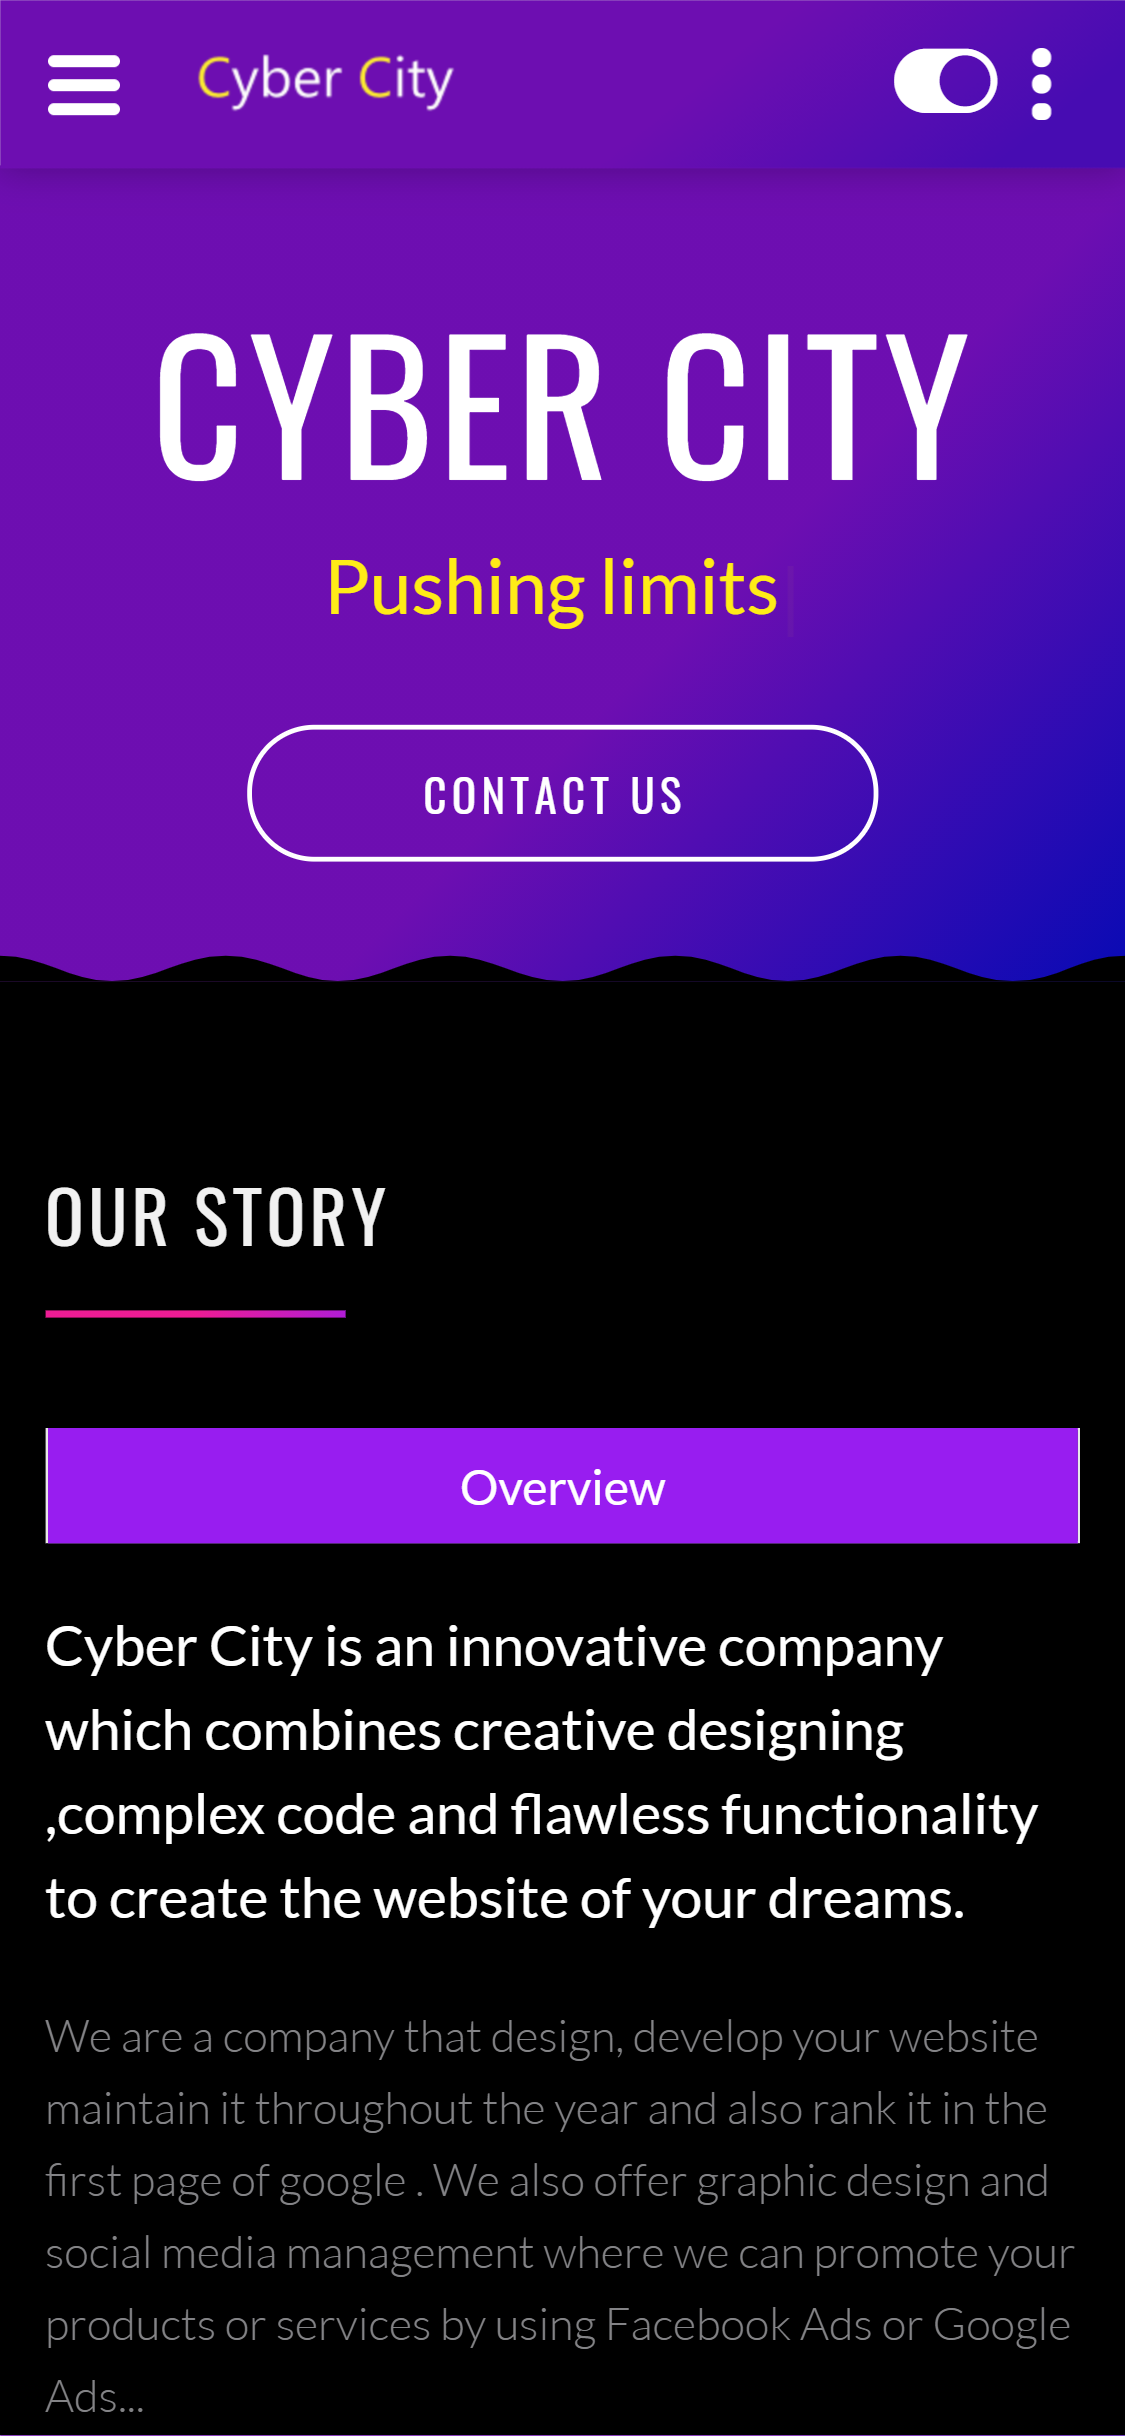 Cyber City
CYBER CITY
Pushing limits
CONTACT US
OUR STORY
Overview
Cyber City is an innovative company
which combines creative designing
,complex code and flawless functionality
to create the website of your dreams.
We are a company that design, develop your website
maintain it throughout the year and also rank it in the
first page of google . We also offer graphic design and
social media management where we can promote your
products or services by using Facebook Ads or Google
Ads...